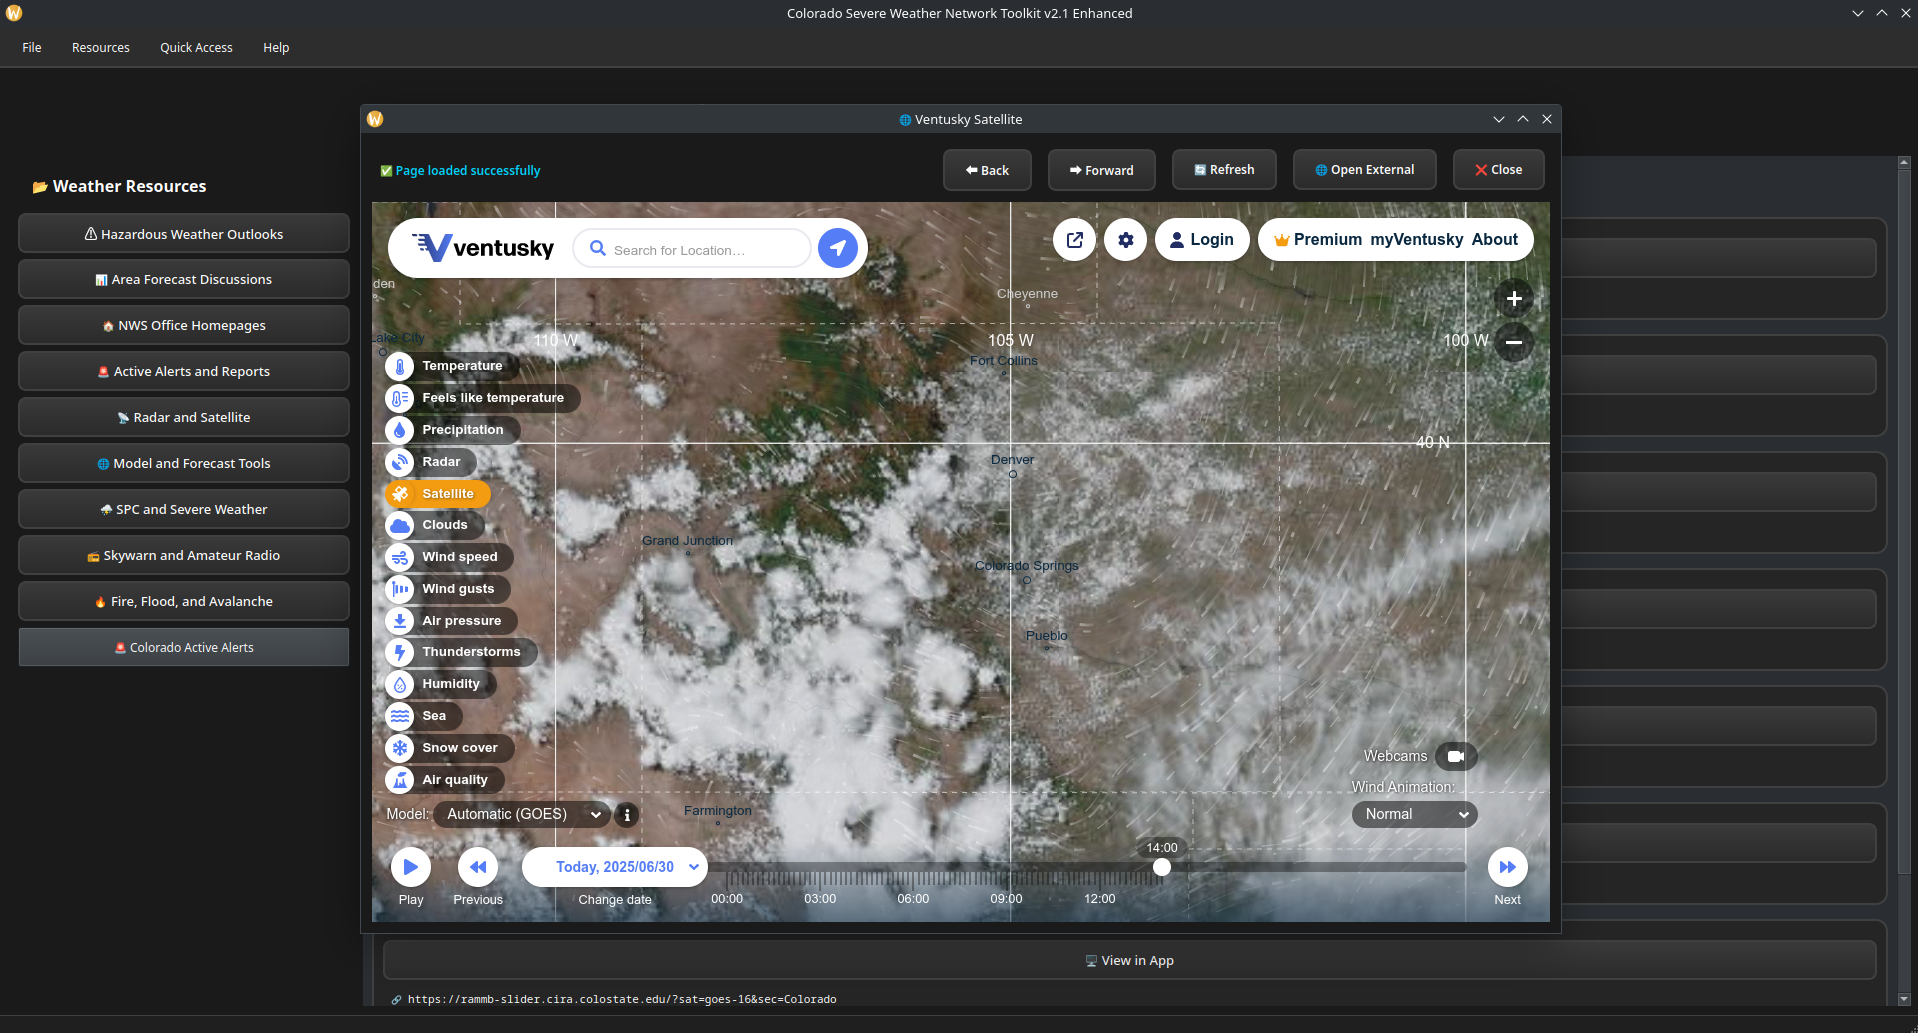 Colorado Severe Weather Network Toolkit v2.1 Enhanced
File Resources Quick Access Help
Ventusky Satellite
Page loaded successfully
Back Forward Refresh Open External Close
Weather Resources
Hazardous Weather Outlooks
Area Forecast Discussions
NWS Office Homepages
Active Alerts and Reports
Radar and Satellite
Model and Forecast Tools
SPC and Severe Weather
Skywarn and Amateur Radio
Fire, Flood, and Avalanche
Colorado Active Alerts
ventusky
Search for Location...
Login
Premium myVentusky About
den
Cheyenne
Lake City
110 W
105 W
100 W
Fort Collins
40 N
Denver
Grand Junction
Colorado Springs
Pueblo
Farmington
Temperature
Feels like temperature
Precipitation
Radar
Satellite
Clouds
Wind speed
Wind gusts
Air pressure
Thunderstorms
Humidity
Sea
Snow cover
Air quality
Model: Automatic (GOES)
Webcams
Wind Animation:
Normal
14:00
Today, 2025/06/30
Play Previous Change date 00:00 03:00 06:00 09:00 12:00 Next
View in App
https://rammb-slider.cira.colostate.edu/?sat=goes-16&sec=Colorado